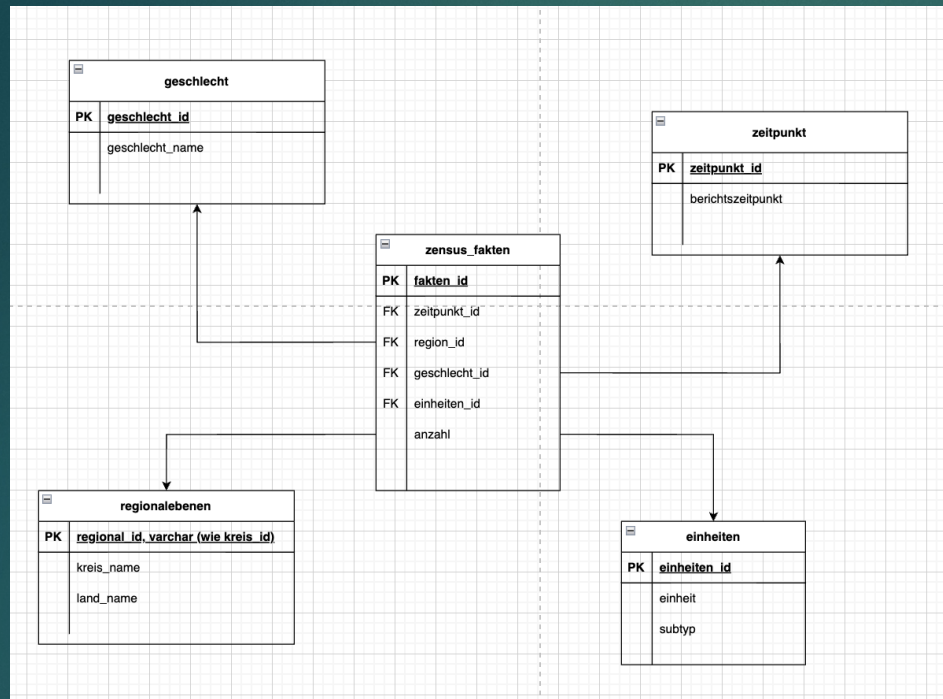 geschlecht
PK geschlecht_id
geschlecht_name
zeitpunkt
PK zeitpunkt_id
berichtszeitpunkt
zensus_fakten
PK fakten_id
FK zeitpunkt_id
FK region_id
FK geschlecht_id
FK einheiten_id
anzahl
regionalebenen
PK regional_id, varchar (wie kreis_id)
kreis_name
land_name
einheiten
PK einheiten_id
einheit
subtyp